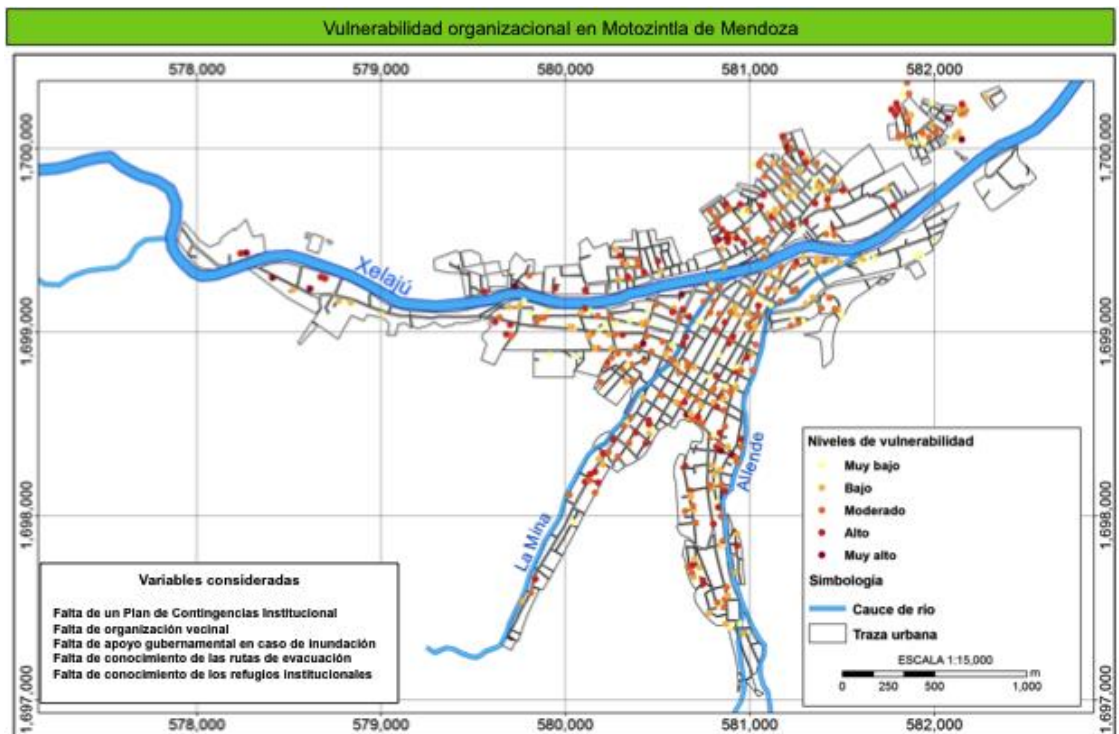 Vulnerabilidad organizacional en Motozintla de Mendoza
578,000
579,000
580,000
581,000
582,000
1,700,000
1,700,000
Xelajú
1,699,000
1,699,000
Allende
Niveles de vulnerabilidad
Muy bajo
Bajo
Moderado
Alto
Muy alto
1,698,000
1,698,000
La Mina
Simbología
Cauce de río
Traza urbana
ESCALA 1:15,000
m
0 250 500 1,000
Variables consideradas
Falta de un Plan de Contingencias Institucional
Falta de organización vecinal
Falta de apoyo gubernamental en caso de inundación
Falta de conocimiento de las rutas de evacuación
Falta de conocimiento de los refugios institucionales
1,697,000
1,697,000
578,000
579,000
580,000
581,000
582,000